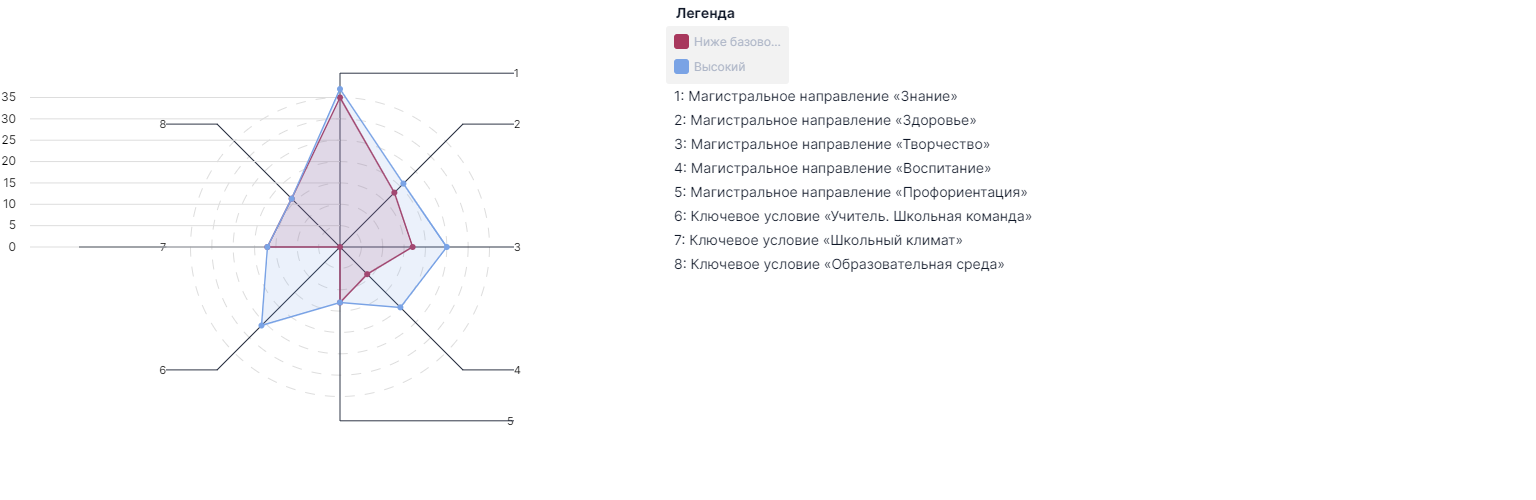 Легенда
Ниже базово...
Высокий
1: Магистральное направление «Знание»
2: Магистральное направление «Здоровье»
3: Магистральное направление «Творчество»
4: Магистральное направление «Воспитание»
5: Магистральное направление «Профориентация»
6: Ключевое условие «Учитель. Школьная команда»
7: Ключевое условие «Школьный климат»
8: Ключевое условие «Образовательная среда»
1
35
30
8
2
25
20
15
10
5
0
7
3
6
4
5